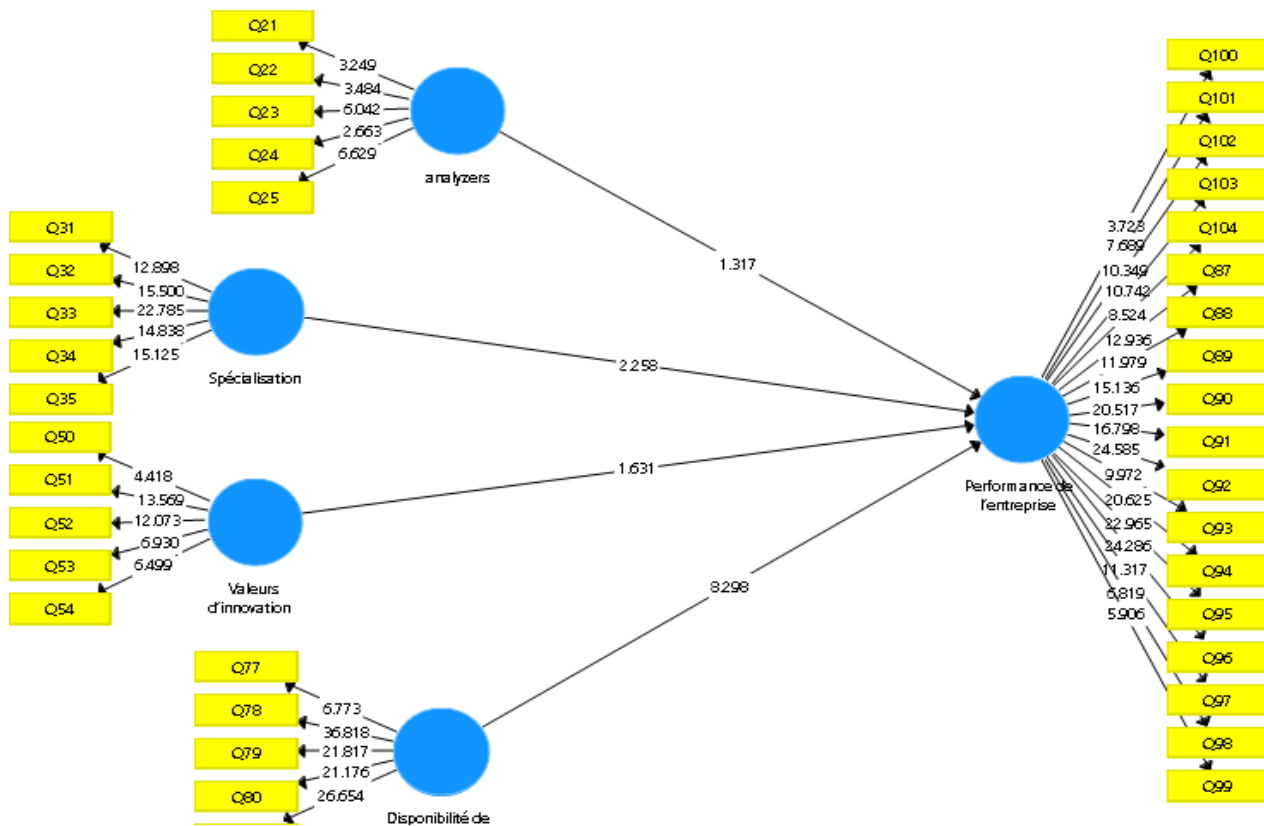 Q21
Q22
Q23
Q24
Q25
3.249
3.484
6.042
2.663
6.629
analyzers
Q31
Q32
Q33
Q34
Q35
12.898
15.500
22.785
14.838
15.125
Spécialisation
Q50
Q51
Q52
Q53
Q54
4.418
13.569
12.073
6.930
6.499
Valeurs
d'innovation
Q77
Q78
Q79
Q80
6.773
36.818
21.817
21.176
26.654
Disponibilité de
1.317
2.258
1.631
8.298
Performance de
l'entreprise
3.723
7.689
10.349
10.742
8.524
12.936
11.979
15.136
20.517
16.798
24.585
9.972
20.625
22.965
24.286
11.317
6.819
5.906
Q100
Q101
Q102
Q103
Q104
Q87
Q88
Q89
Q90
Q91
Q92
Q93
Q94
Q95
Q96
Q97
Q98
Q99